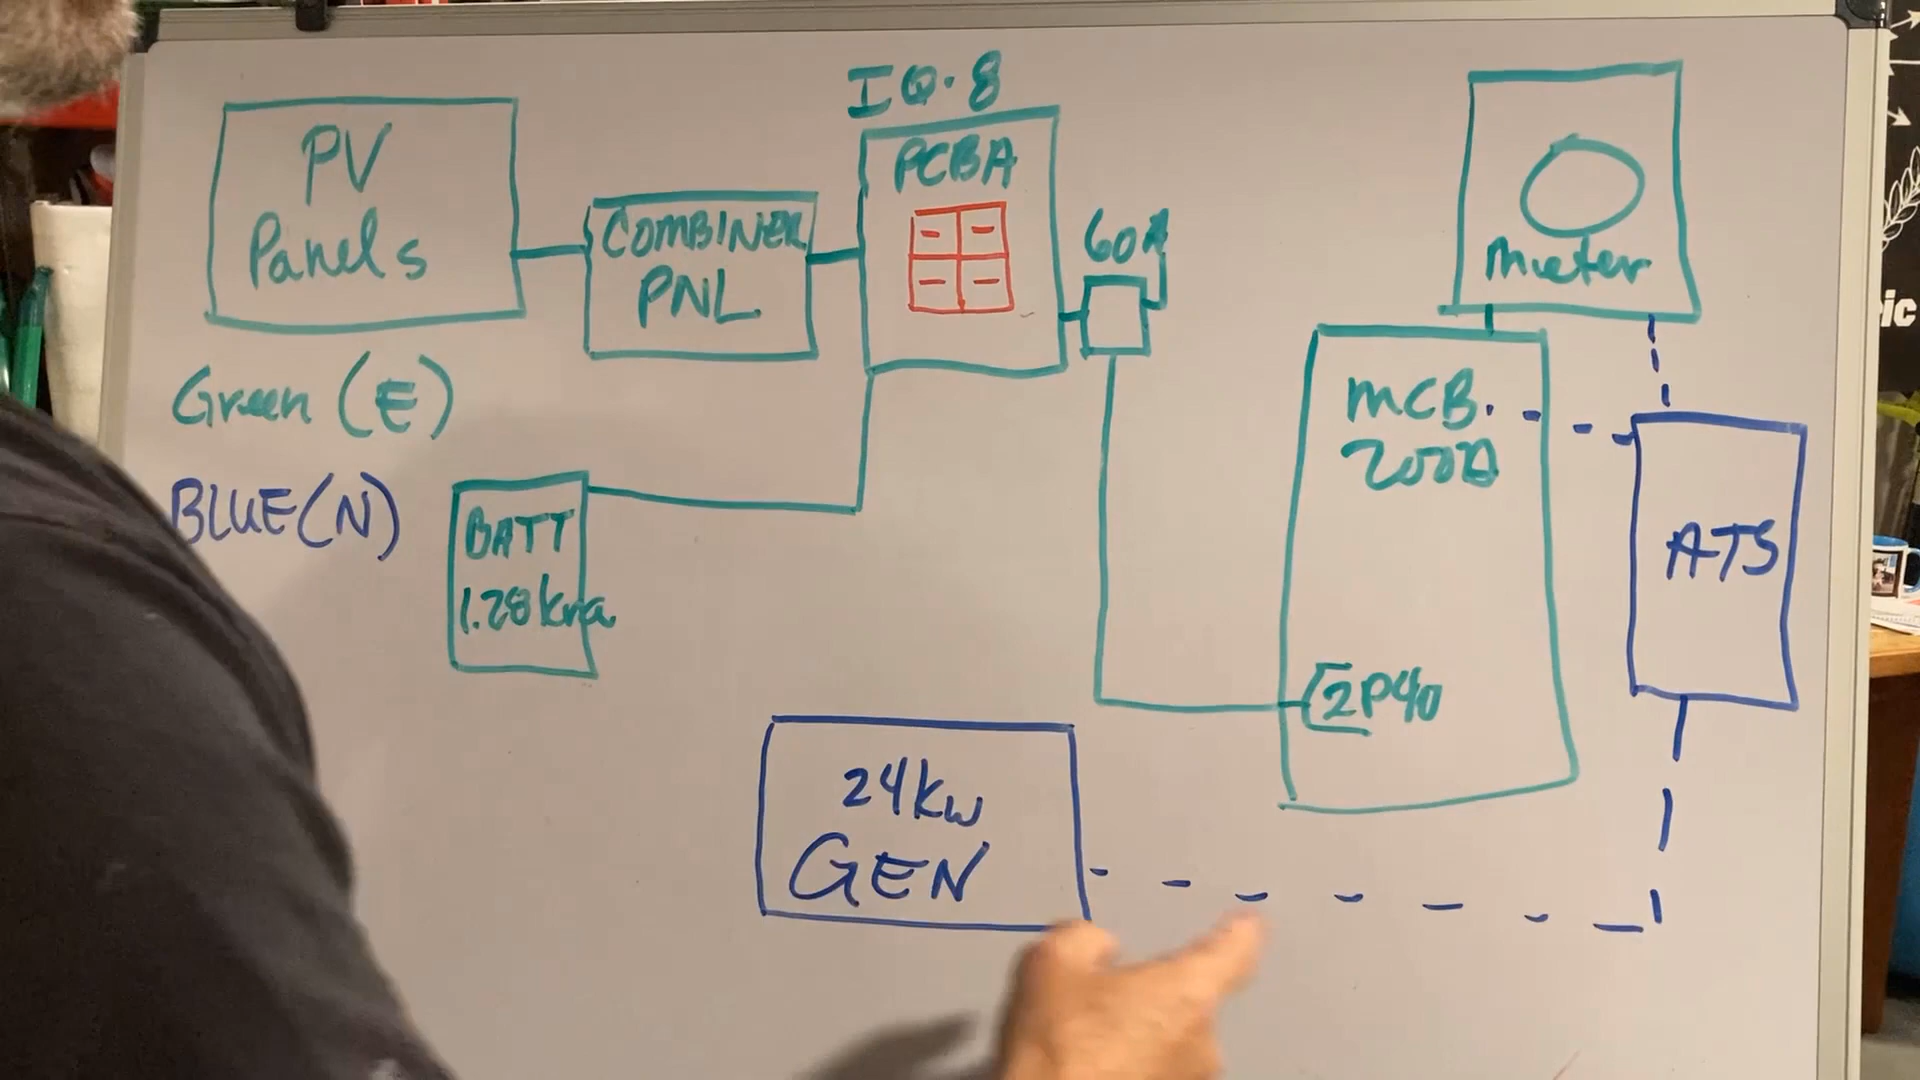 IQ.8
PV
Panels
COMBINER
PNL
PCBA
60A
Meter
Green (E)
BLUE (N)
BATT
1.28kva
MCB
200A
ATS
2P40
24kw
GEN
ic